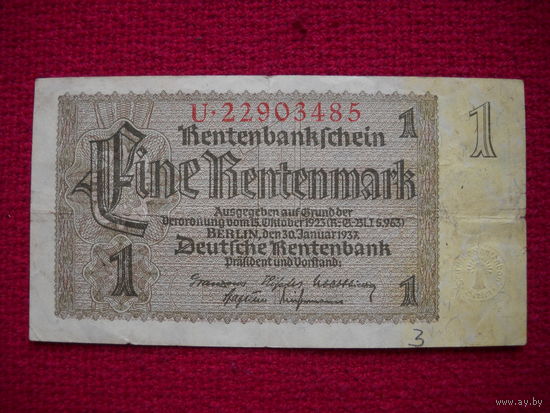 U·22903485
Rentenbankschein
1
1
Eine Rentenmark
Ausgegeben auf Grund der
Verordnung vom 15. Oktober 1923 (R.-G.-Bl. I S. 963)
BERLIN, den 30. Januar 1937.
Deutsche Rentenbank
Präsident und Vorstand:
1
1
3
www.ay.by